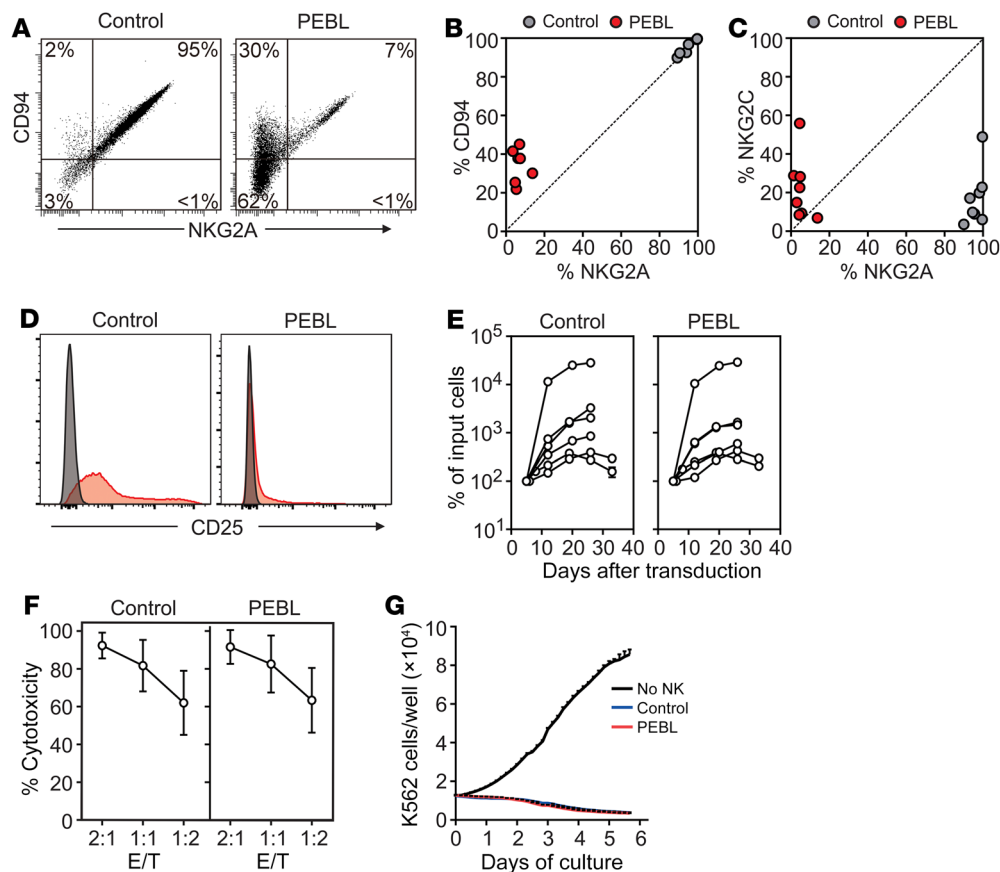 A
Control
PEBL
2%
95%
3%
<1%
30%
7%
62%
<1%
CD94
NKG2A
B
Control
PEBL
100
80
60
40
20
0
% CD94
0 20 40 60 80 100
% NKG2A
C
Control
PEBL
100
80
60
40
20
0
% NKG2C
0 20 40 60 80 100
% NKG2A
D
Control
PEBL
CD25
E
Control
PEBL
10⁵
10⁴
10³
10²
10¹
% of input cells
0 10 20 30 40
0 10 20 30 40
Days after transduction
F
Control
PEBL
100
80
60
40
20
0
% Cytotoxicity
2:1 1:1 1:2
2:1 1:1 1:2
E/T
E/T
G
10
8
6
4
2
0
K562 cells/well (×10⁴)
No NK
Control
PEBL
0 1 2 3 4 5 6
Days of culture